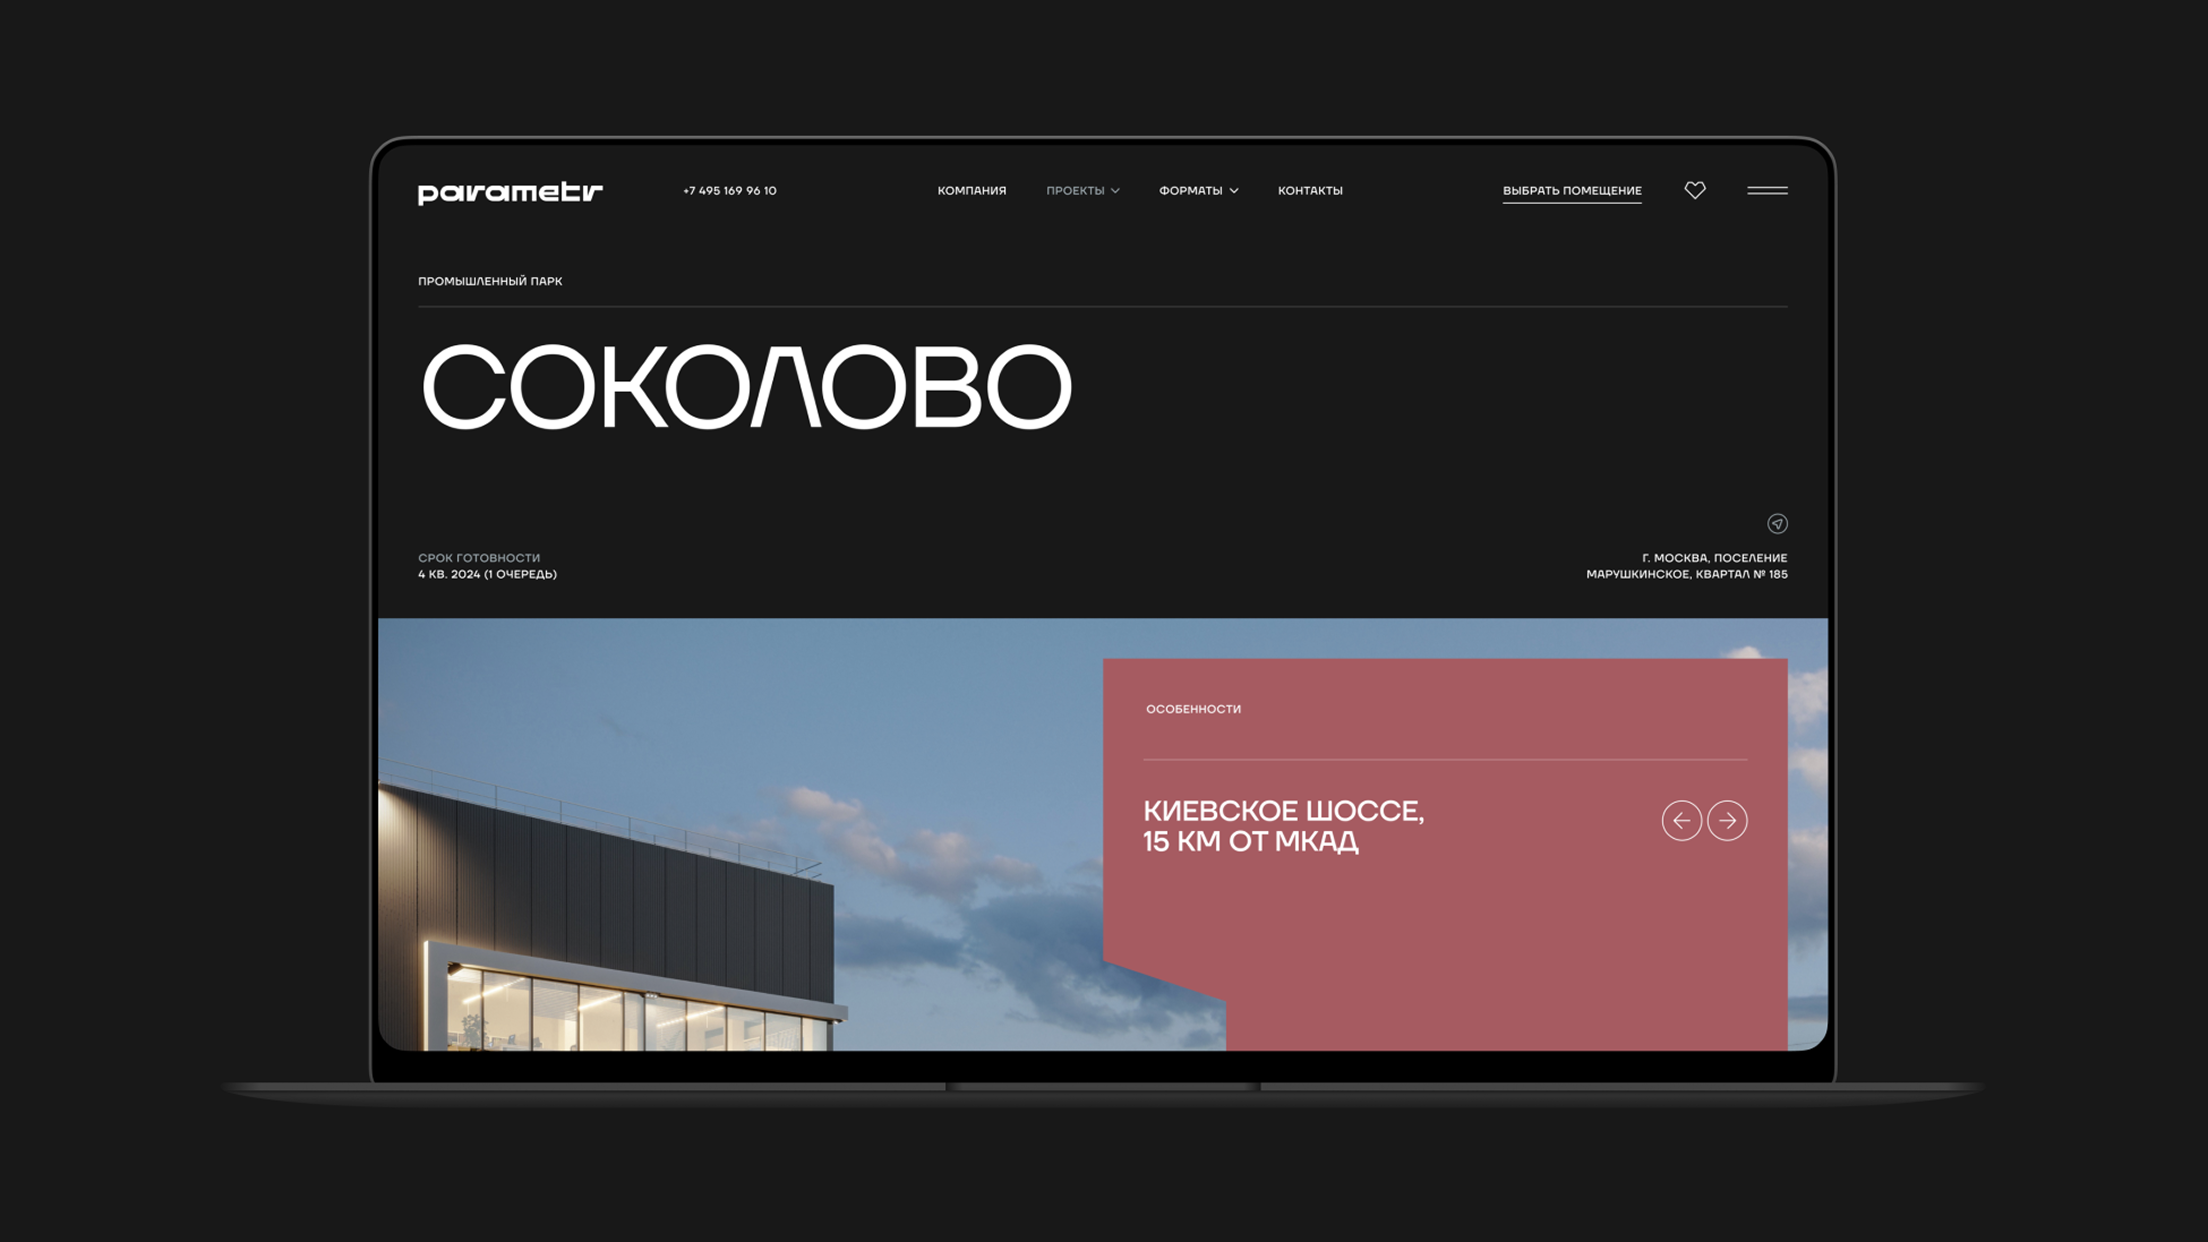 parametr
+7 495 169 96 10
КОМПАНИЯ
ПРОЕКТЫ
ФОРМАТЫ
КОНТАКТЫ
ВЫБРАТЬ ПОМЕЩЕНИЕ
ПРОМЫШЛЕННЫЙ ПАРК
СОКОЛОВО
СРОК ГОТОВНОСТИ
4 КВ. 2024 (1 ОЧЕРЕДЬ)
Г. МОСКВА, ПОСЕЛЕНИЕ
МАРУШКИНСКОЕ, КВАРТАЛ № 185
ОСОБЕННОСТИ
КИЕВСКОЕ ШОССЕ,
15 КМ ОТ МКАД